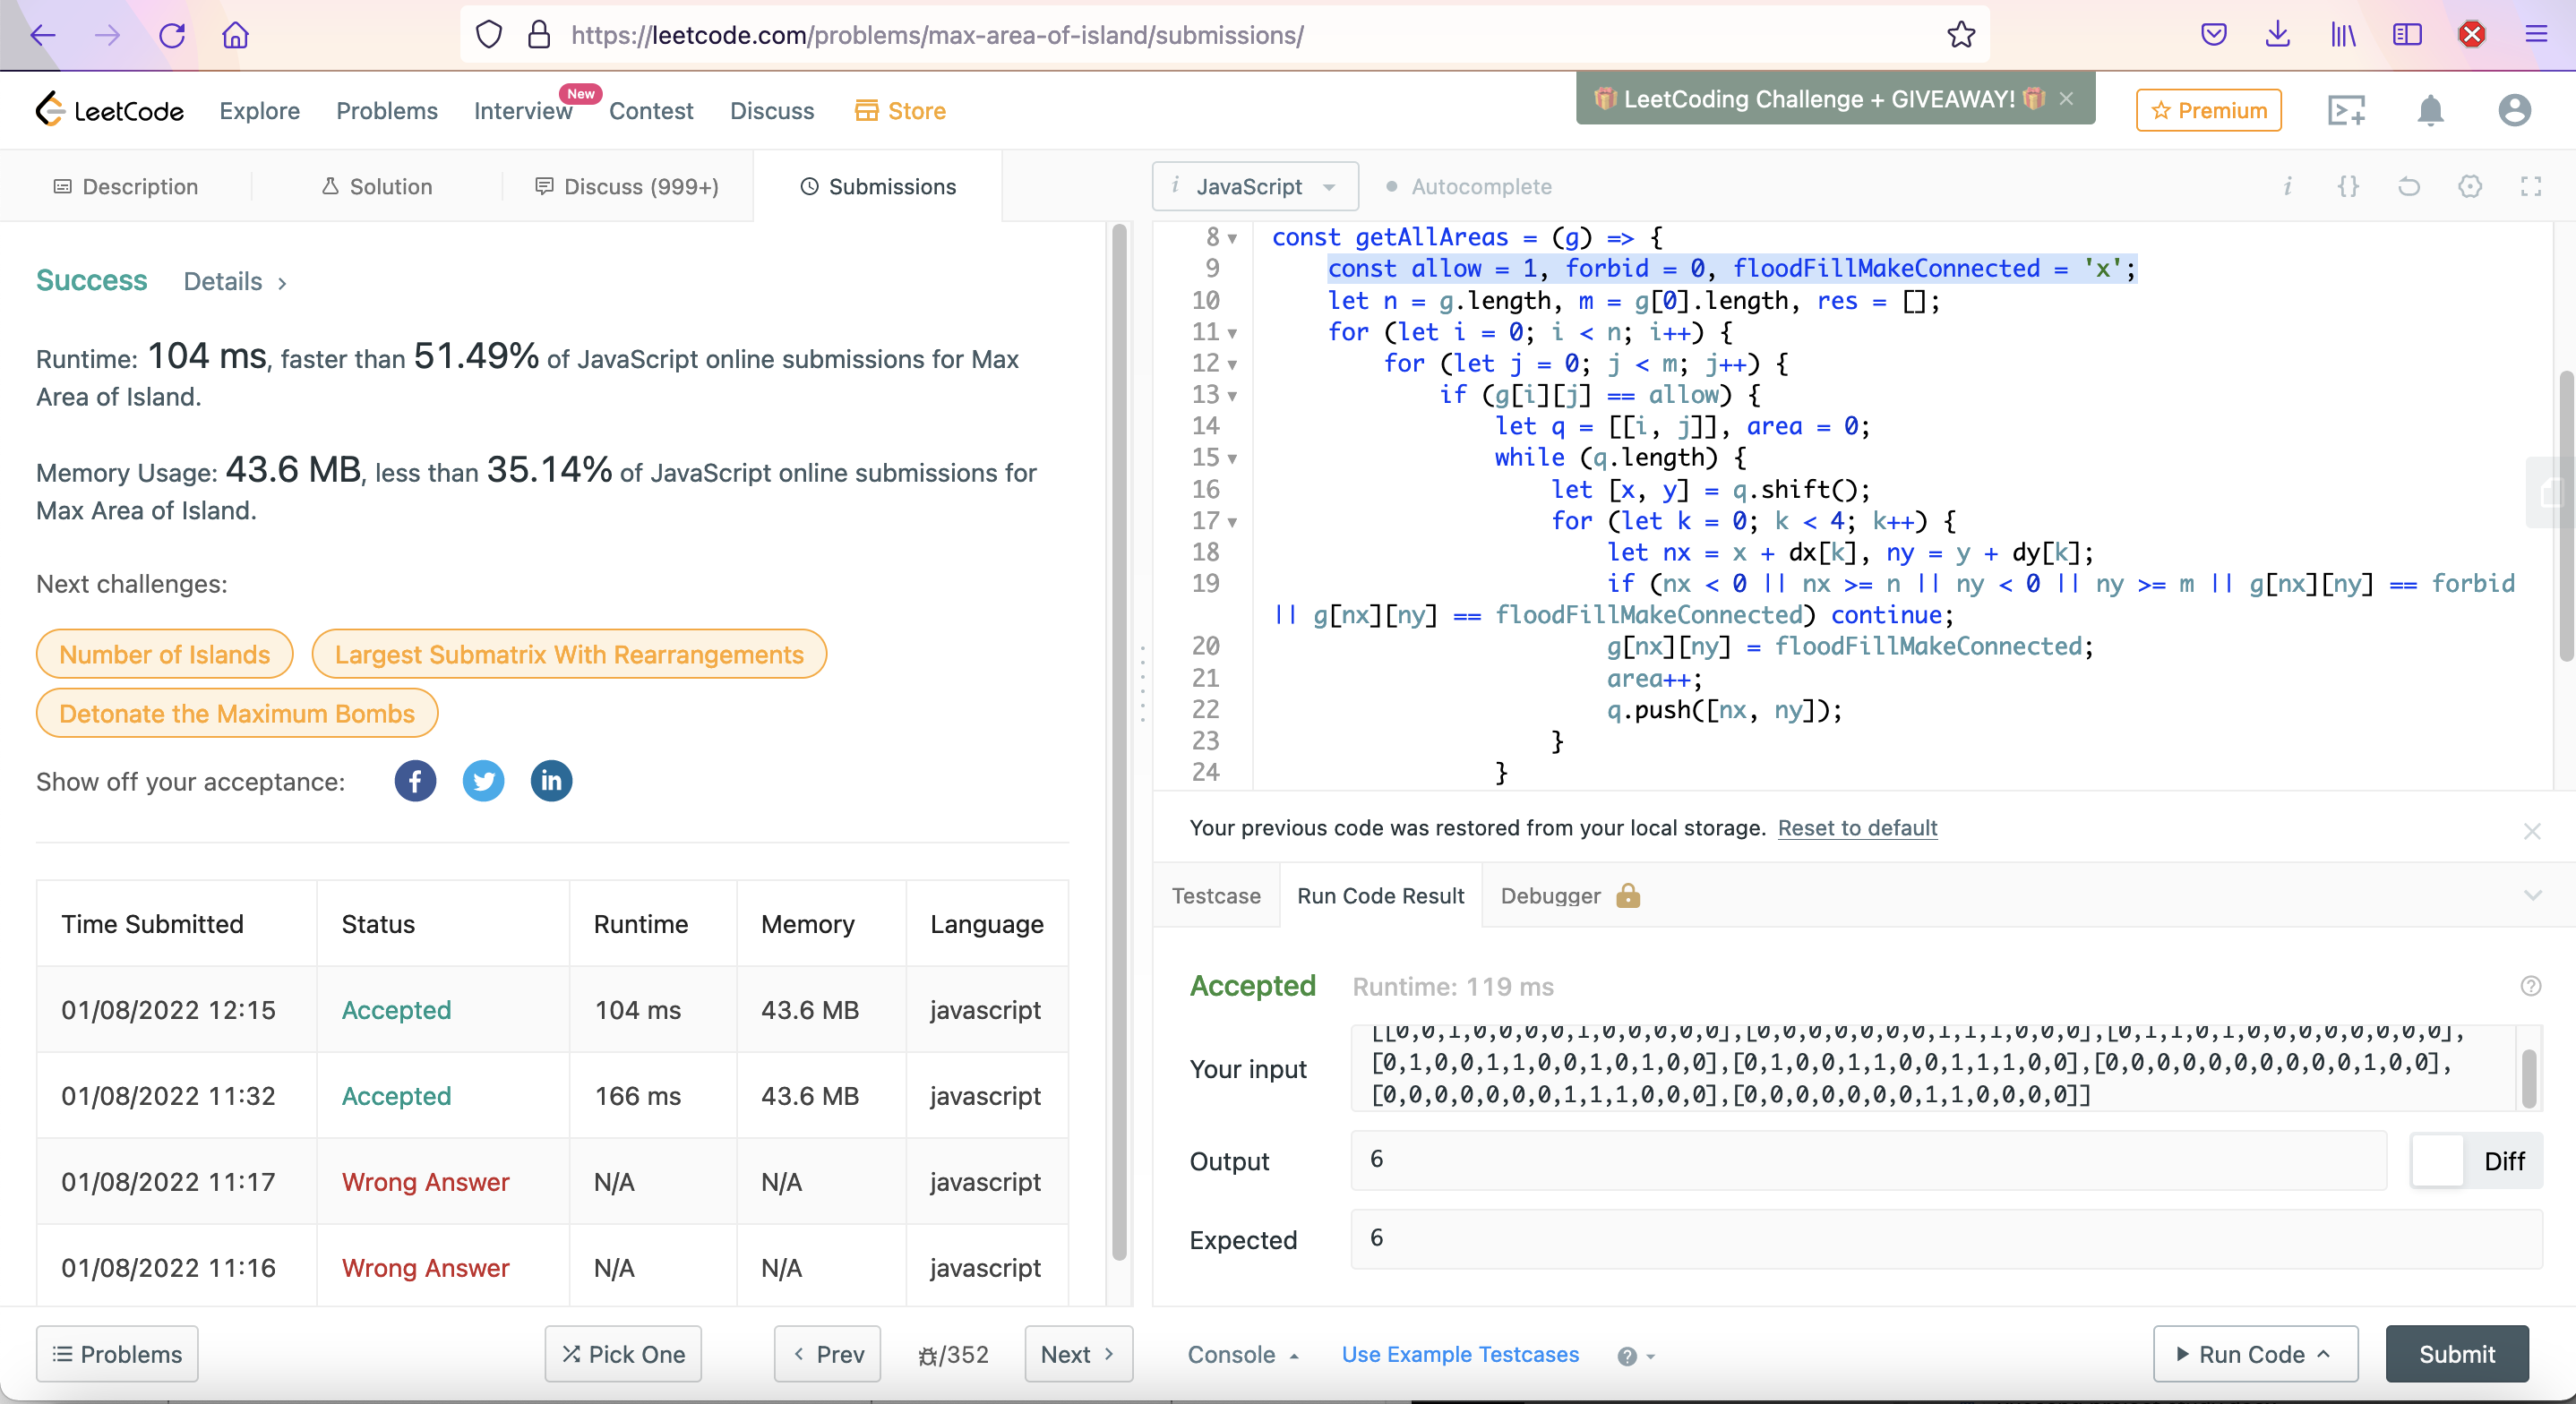 https://leetcode.com/problems/max-area-of-island/submissions/
LeetCode Explore Problems Interview New Contest Discuss Store
🎁 LeetCoding Challenge + GIVEAWAY! 🎁 ×
Premium
Description Solution Discuss (999+) Submissions
i JavaScript Autocomplete
Success Details >
Runtime: 104 ms, faster than 51.49% of JavaScript online submissions for Max
Area of Island.
Memory Usage: 43.6 MB, less than 35.14% of JavaScript online submissions for
Max Area of Island.
Next challenges:
Number of Islands Largest Submatrix With Rearrangements
Detonate the Maximum Bombs
Show off your acceptance:
Time Submitted Status Runtime Memory Language
01/08/2022 12:15 Accepted 104 ms 43.6 MB javascript
01/08/2022 11:32 Accepted 166 ms 43.6 MB javascript
01/08/2022 11:17 Wrong Answer N/A N/A javascript
01/08/2022 11:16 Wrong Answer N/A N/A javascript
Problems Pick One < Prev /352 Next >
8 const getAllAreas = (g) => {
9 const allow = 1, forbid = 0, floodFillMakeConnected = 'x';
10 let n = g.length, m = g[0].length, res = [];
11 for (let i = 0; i < n; i++) {
12 for (let j = 0; j < m; j++) {
13 if (g[i][j] == allow) {
14 let q = [[i, j]], area = 0;
15 while (q.length) {
16 let [x, y] = q.shift();
17 for (let k = 0; k < 4; k++) {
18 let nx = x + dx[k], ny = y + dy[k];
19 if (nx < 0 || nx >= n || ny < 0 || ny >= m || g[nx][ny] == forbid
|| g[nx][ny] == floodFillMakeConnected) continue;
20 g[nx][ny] = floodFillMakeConnected;
21 area++;
22 q.push([nx, ny]);
23 }
24 }
Your previous code was restored from your local storage. Reset to default
Testcase Run Code Result Debugger
Accepted Runtime: 119 ms
Your input
[[0,0,1,0,0,0,0,1,0,0,0,0,0],[0,0,0,0,0,0,0,1,1,1,0,0,0],[0,1,1,0,1,0,0,0,0,0,0,0,0],
[0,1,0,0,1,1,0,0,1,0,1,0,0],[0,1,0,0,1,1,0,0,1,1,1,0,0],[0,0,0,0,0,0,0,0,0,0,1,0,0],
[0,0,0,0,0,0,0,1,1,1,0,0,0],[0,0,0,0,0,0,0,1,1,0,0,0,0]]
Output 6 Diff
Expected 6
Console Use Example Testcases Run Code Submit